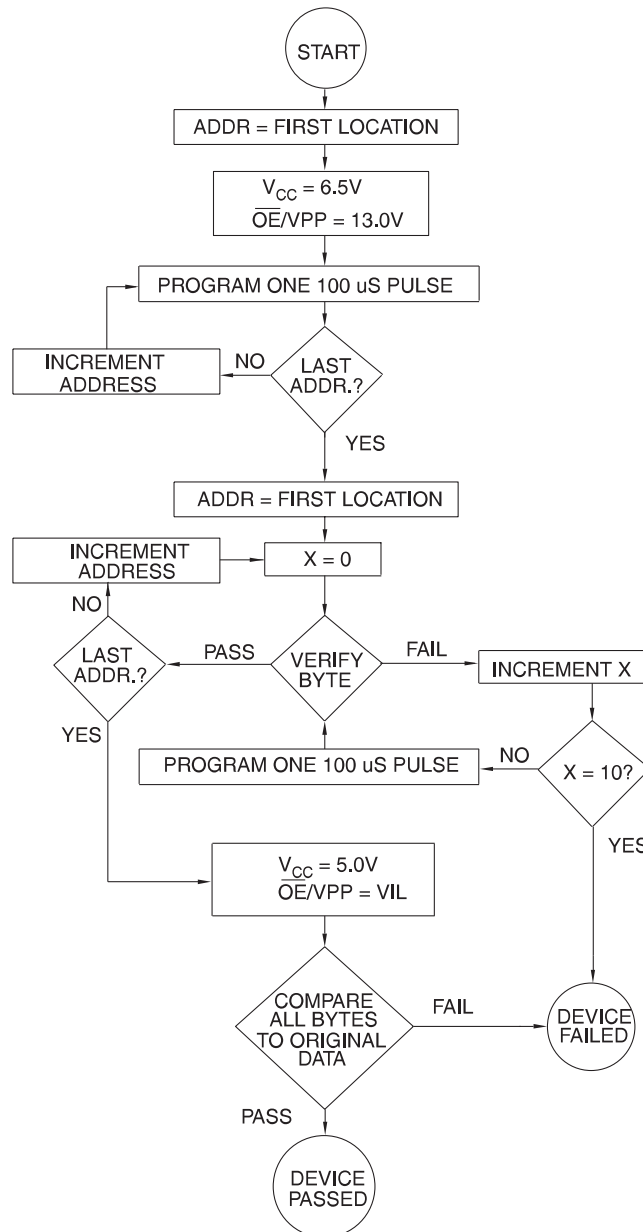 START
ADDR = FIRST LOCATION
VCC = 6.5V
OE/VPP = 13.0V
PROGRAM ONE 100 uS PULSE
INCREMENT
ADDRESS
NO
LAST
ADDR.?
YES
ADDR = FIRST LOCATION
INCREMENT
ADDRESS
X = 0
NO
LAST
ADDR.?
PASS
VERIFY
BYTE
FAIL
INCREMENT X
YES
PROGRAM ONE 100 uS PULSE
NO
X = 10?
YES
VCC = 5.0V
OE/VPP = VIL
COMPARE
ALL BYTES
TO ORIGINAL
DATA
FAIL
DEVICE
FAILED
PASS
DEVICE
PASSED